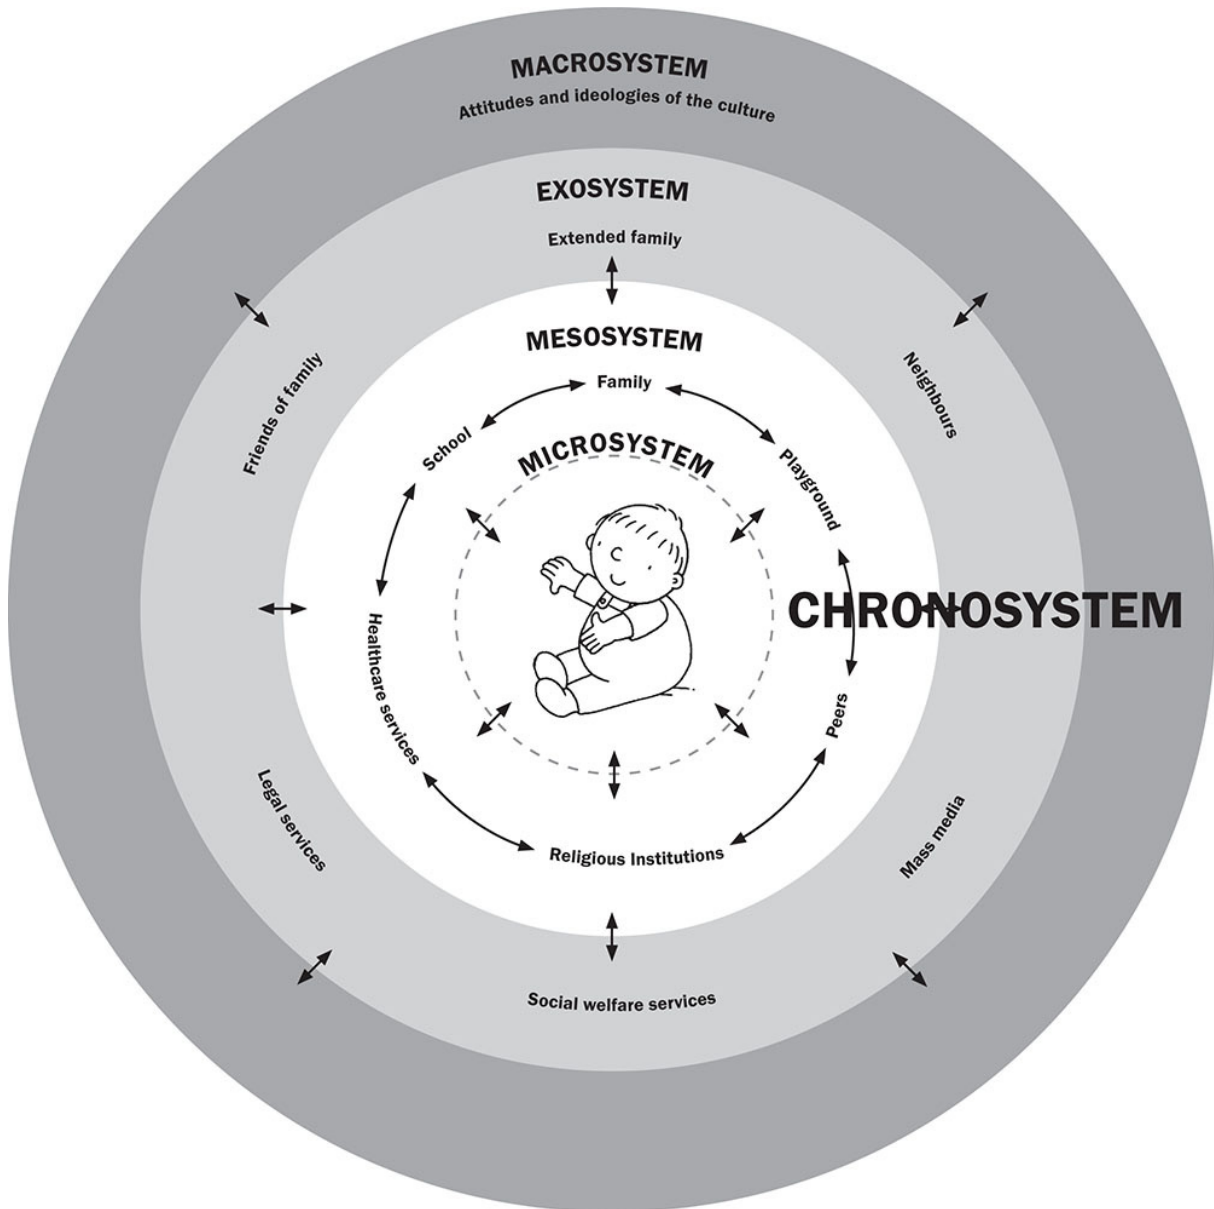 MACROSYSTEM
Attitudes and ideologies of the culture
EXOSYSTEM
Extended family
MESOSYSTEM
Family
MICROSYSTEM
School
Playground
Friends of family
Neighbours
CHRONOSYSTEM
Healthcare services
Peers
Legal services
Mass media
Religious Institutions
Social welfare services